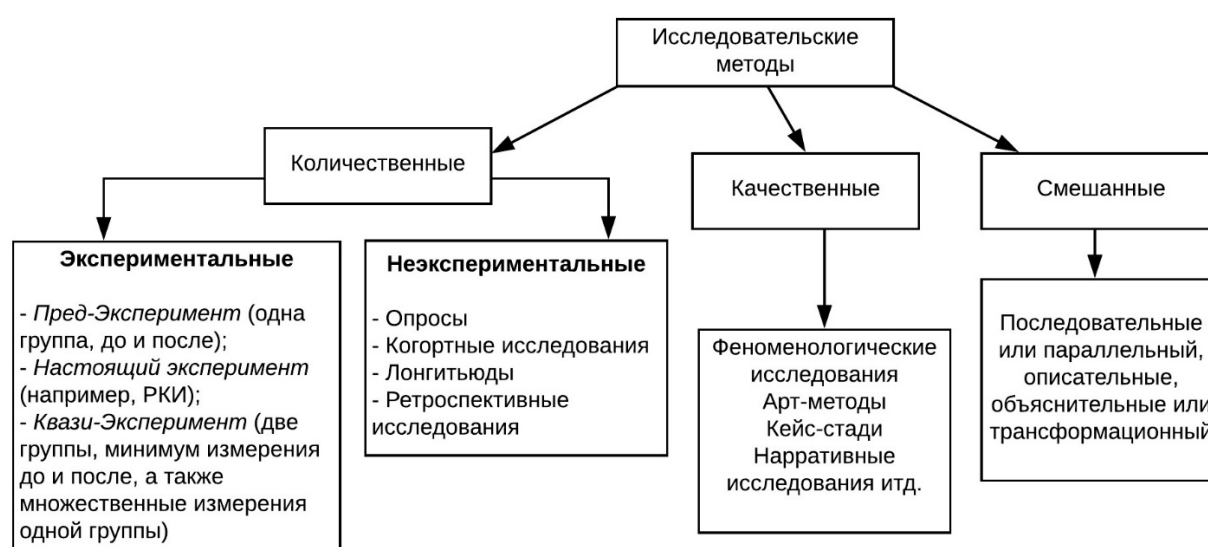 Исследовательские
методы
Количественные
Качественные
Смешанные
Экспериментальные
- Пред-Эксперимент (одна
группа, до и после);
- Настоящий эксперимент
(например, РКИ);
- Квази-Эксперимент (две
группы, минимум измерения
до и после, а также
множественные измерения
одной группы)
Неэкспериментальные
- Опросы
- Когортные исследования
- Лонгитьюды
- Ретроспективные
исследования
Феноменологические
исследования
Арт-методы
Кейс-стади
Нарративные
исследования итд.
Последовательные
или параллельный,
описательные,
объяснительные или
трансформационный